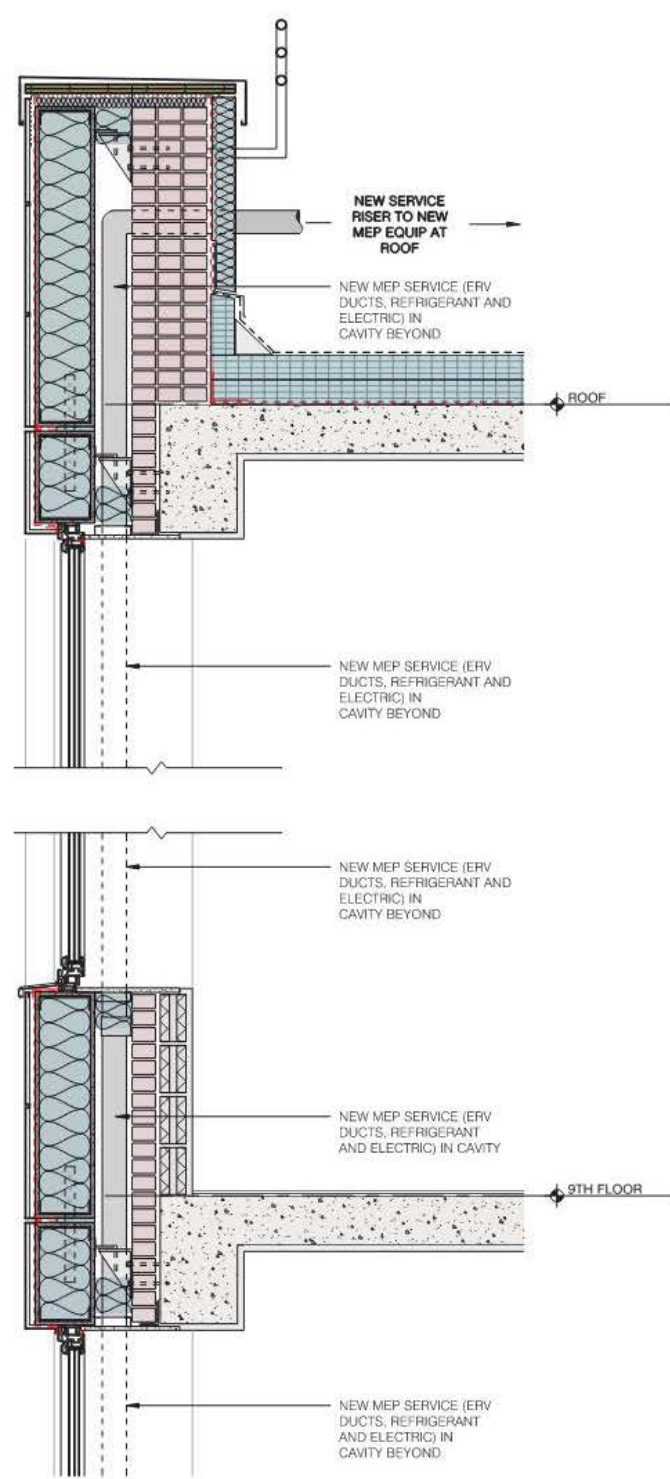 NEW SERVICE
RISER TO NEW
MEP EQUIP AT
ROOF
NEW MEP SERVICE (ERV
DUCTS, REFRIGERANT AND
ELECTRIC) IN
CAVITY BEYOND
ROOF
NEW MEP SERVICE (ERV
DUCTS, REFRIGERANT AND
ELECTRIC) IN
CAVITY BEYOND
NEW MEP SERVICE (ERV
DUCTS, REFRIGERANT AND
ELECTRIC) IN
CAVITY BEYOND
NEW MEP SERVICE (ERV
DUCTS, REFRIGERANT
AND ELECTRIC) IN CAVITY
9TH FLOOR
NEW MEP SERVICE (ERV
DUCTS, REFRIGERANT
AND ELECTRIC) IN
CAVITY BEYOND